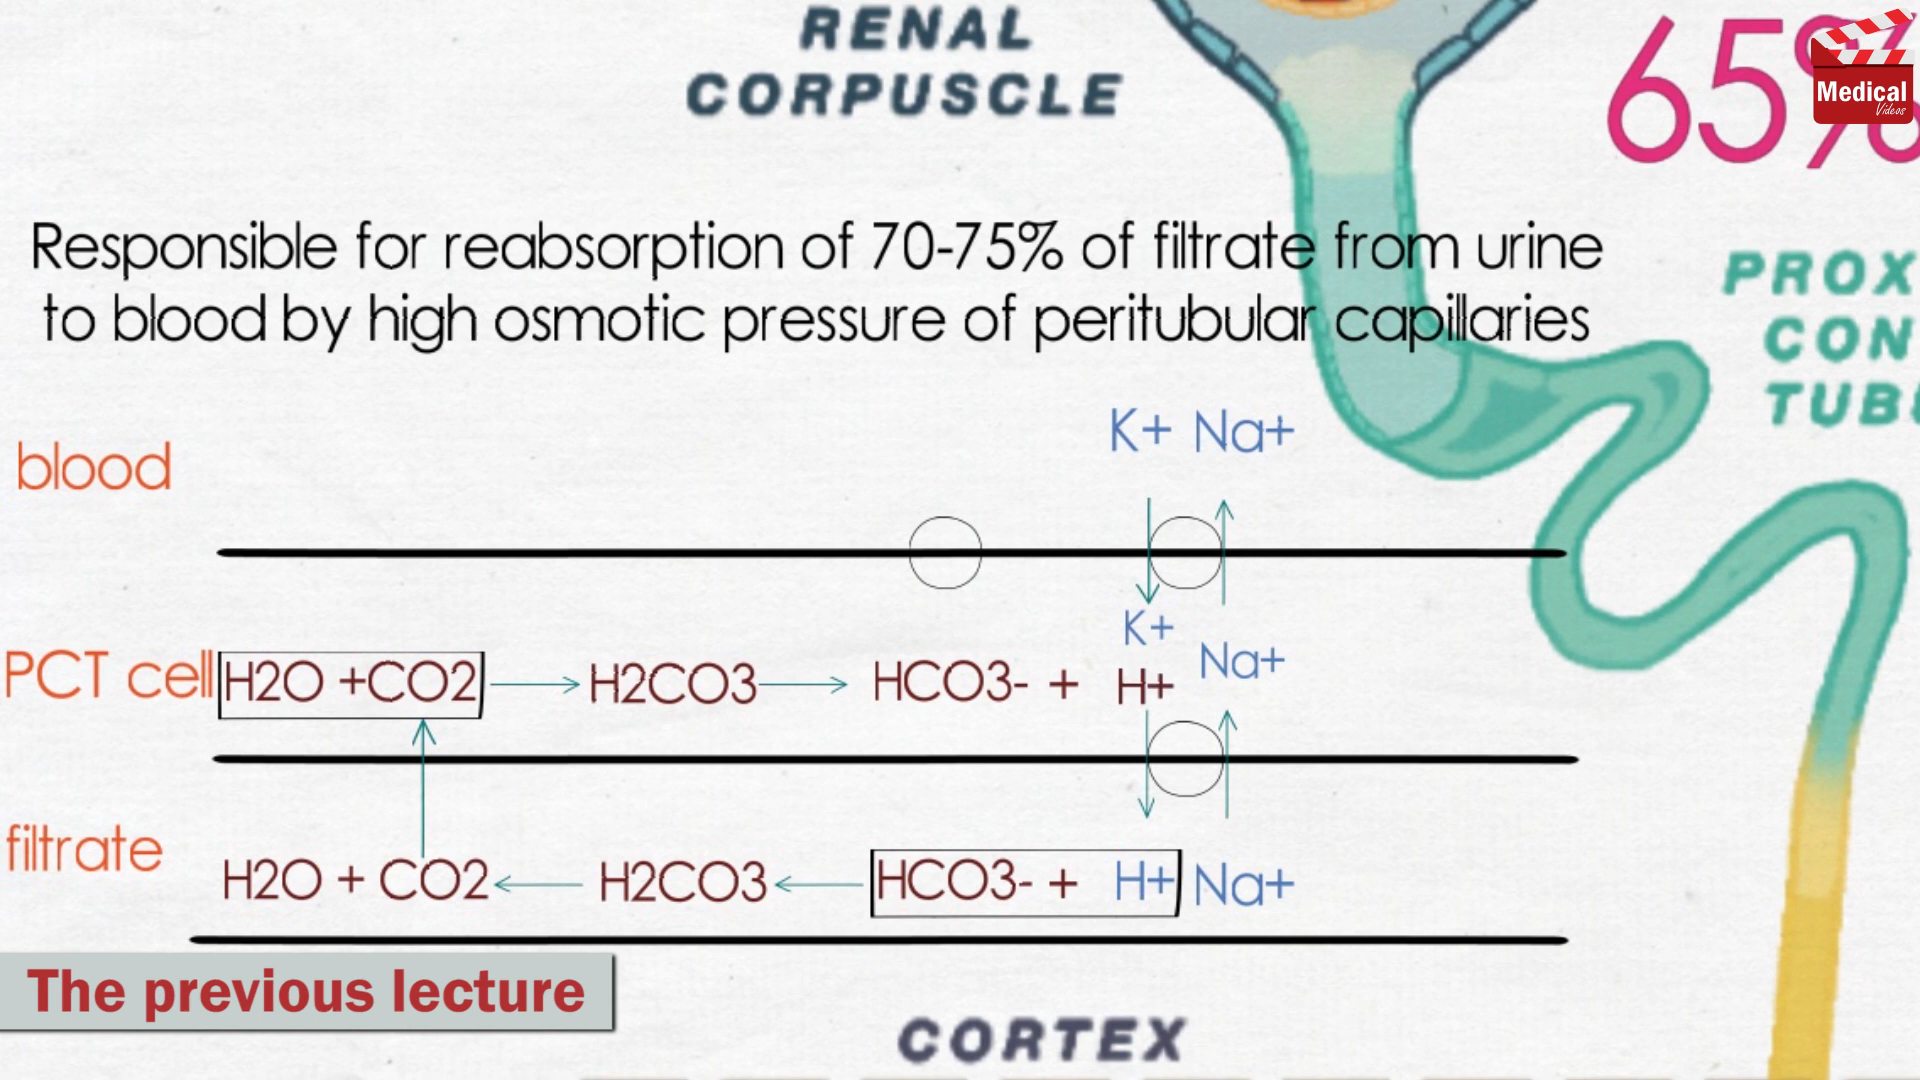 RENAL
CORPUSCLE
65%
Medical
Videos
Responsible for reabsorption of 70-75% of filtrate from urine
to blood by high osmotic pressure of peritubular capillaries
PROX
CON
TUBU
K+ Na+
blood
K+
Na+
PCT cell H2O +CO2 H2CO3 HCO3- + H+
filtrate
H2O + CO2 H2CO3 HCO3- + H+ Na+
The previous lecture
CORTEX